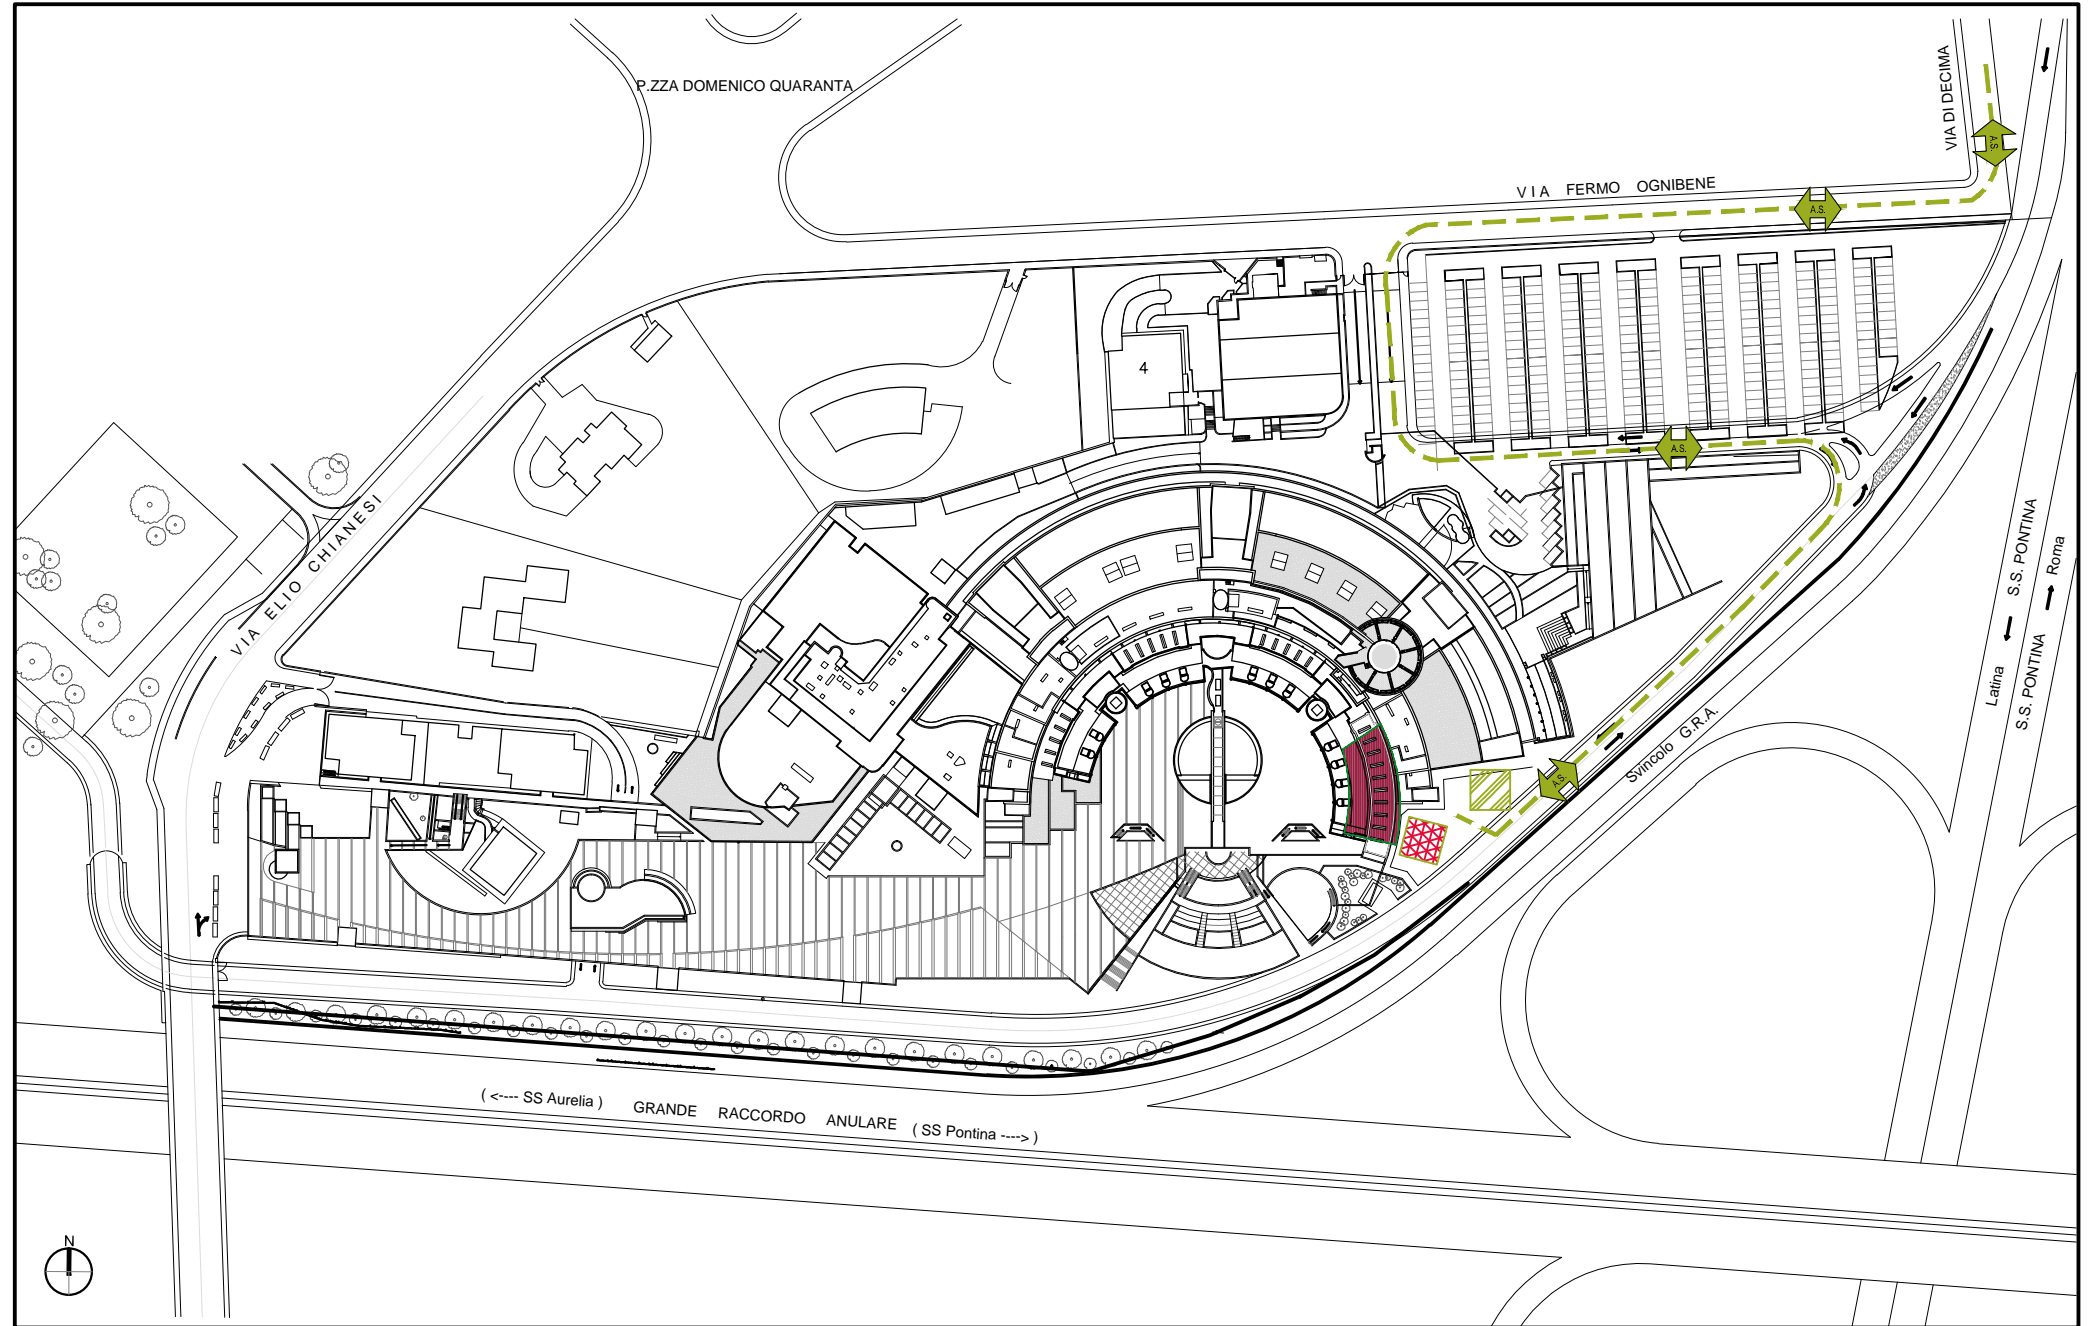 P.ZZA DOMENICO QUARANTA
VIA DI DECIMA
A.S.
VIA FERMO OGNIBENE
A.S.
4
A.S.
VIA ELIO CHIANESI
Latina S.S. PONTINA
S.S. PONTINA Roma
A.S.
Svincolo G.R.A.
( <---- SS Aurelia ) GRANDE RACCORDO ANULARE ( SS Pontina ----> )
N